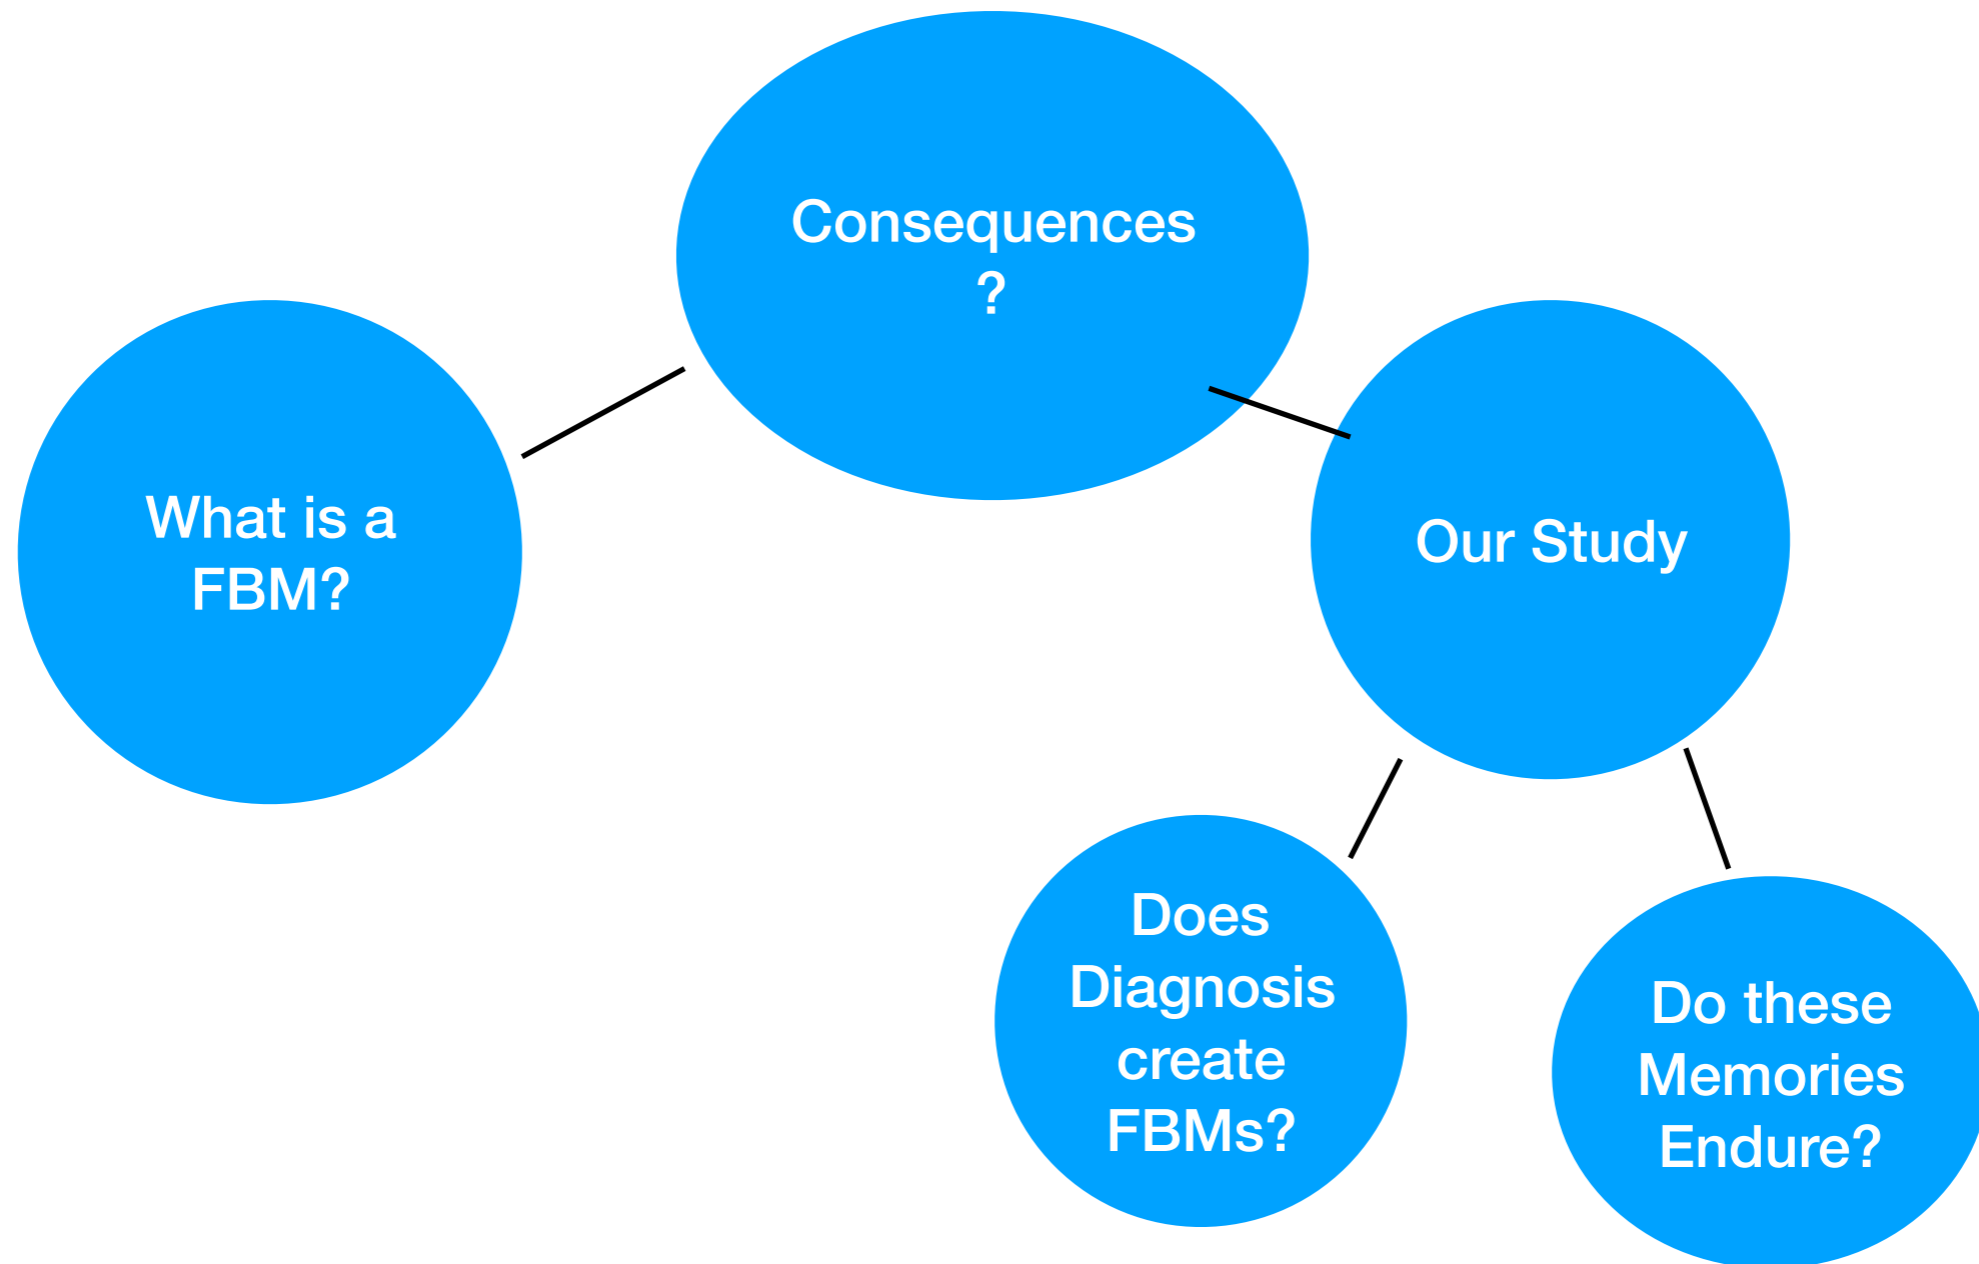 Consequences
?
What is a
FBM?
Our Study
Does
Diagnosis
create
FBMs?
Do these
Memories
Endure?